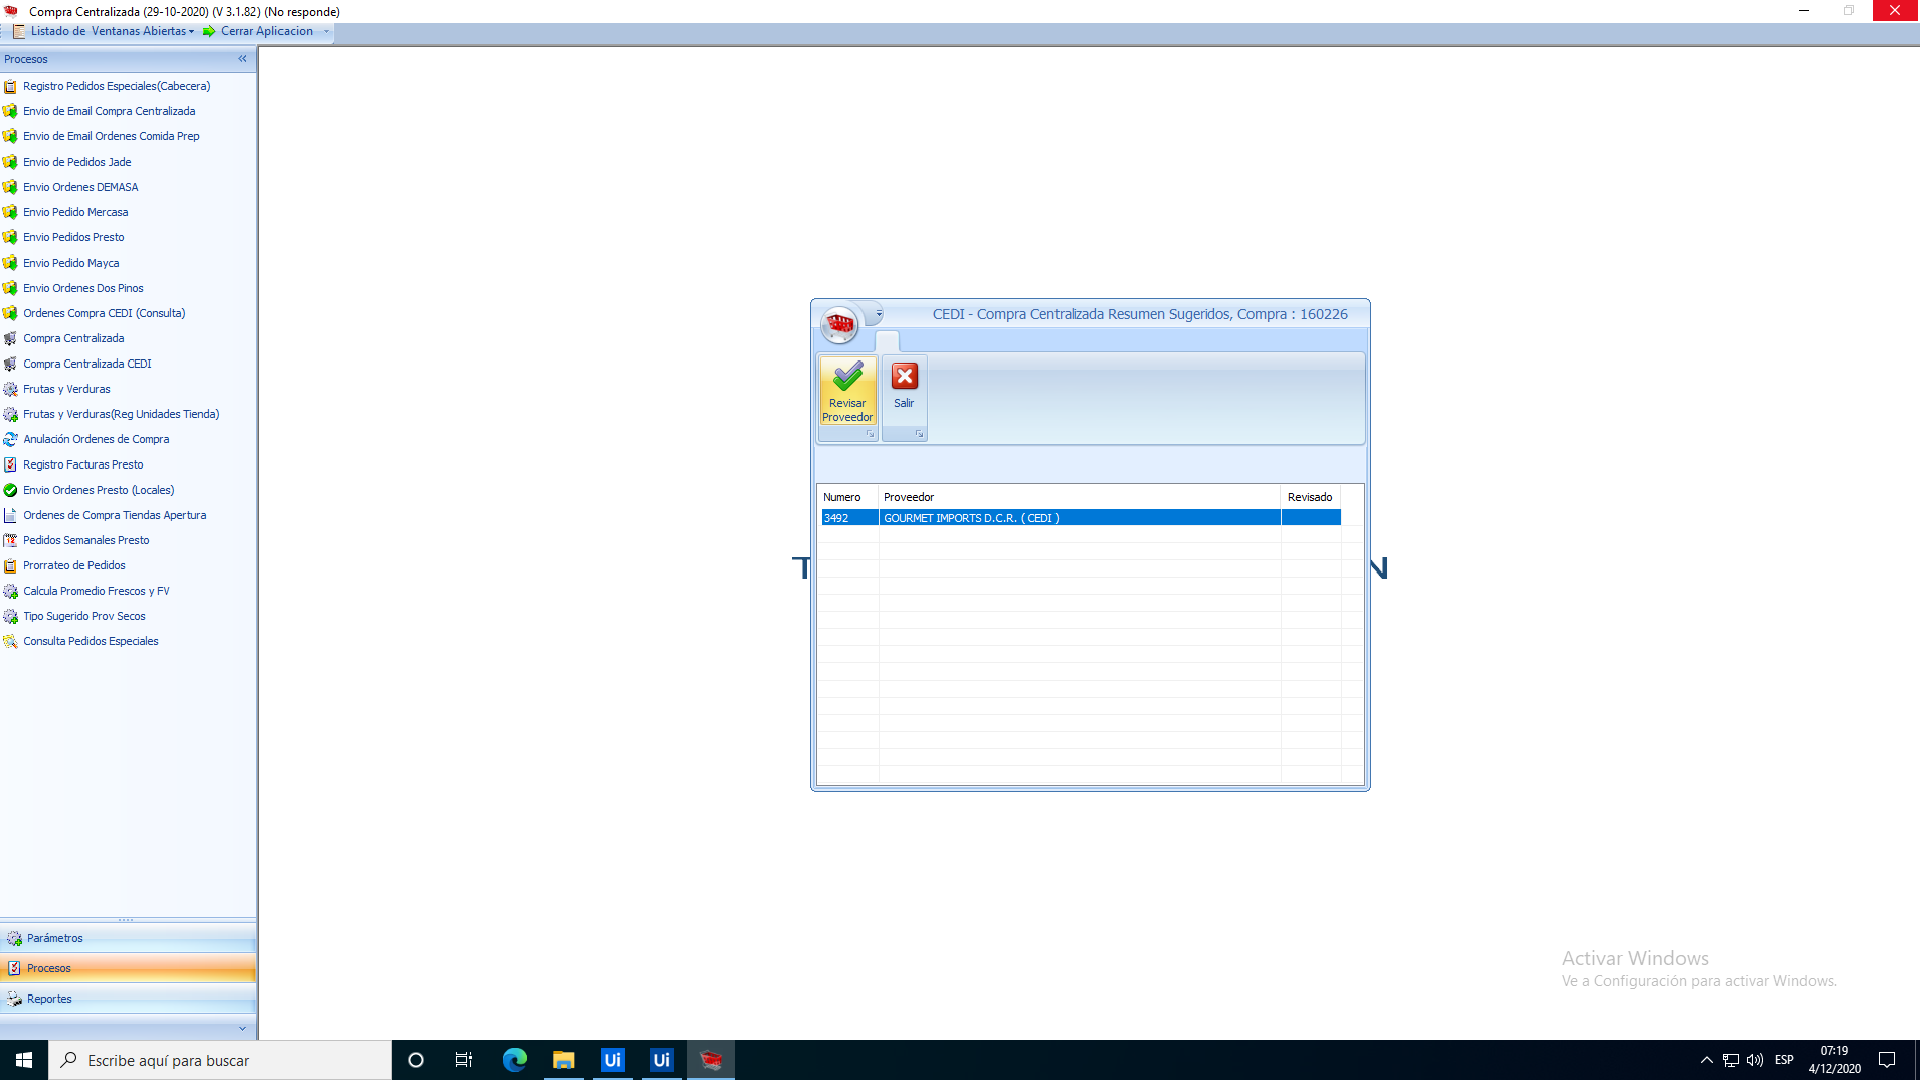 Compra Centralizada (29-10-2020) (V 3.1.82) (No responde)
Listado de Ventanas Abiertas Cerrar Aplicacion
Procesos
Registro Pedidos Especiales(Cabecera)
Envio de Email Compra Centralizada
Envio de Email Ordenes Comida Prep
Envio de Pedidos Jade
Envio Ordenes DEMASA
Envio Pedido Mercasa
Envio Pedidos Presto
Envio Pedido Mayca
Envio Ordenes Dos Pinos
Ordenes Compra CEDI (Consulta)
Compra Centralizada
Compra Centralizada CEDI
Frutas y Verduras
Frutas y Verduras(Reg Unidades Tienda)
Anulación Ordenes de Compra
Registro Facturas Presto
Envio Ordenes Presto (Locales)
Ordenes de Compra Tiendas Apertura
Pedidos Semanales Presto
Prorrateo de Pedidos
Calcula Promedio Frescos y FV
Tipo Sugerido Prov Secos
Consulta Pedidos Especiales
Parámetros
Procesos
Reportes
CEDI - Compra Centralizada Resumen Sugeridos, Compra : 160226
Revisar Proveedor
Salir
Numero Proveedor Revisado
3492 GOURMET IMPORTS D.C.R. ( CEDI )
T N
Activar Windows
Ve a Configuración para activar Windows.
Escribe aquí para buscar
Ui Ui
ESP
07:19
4/12/2020